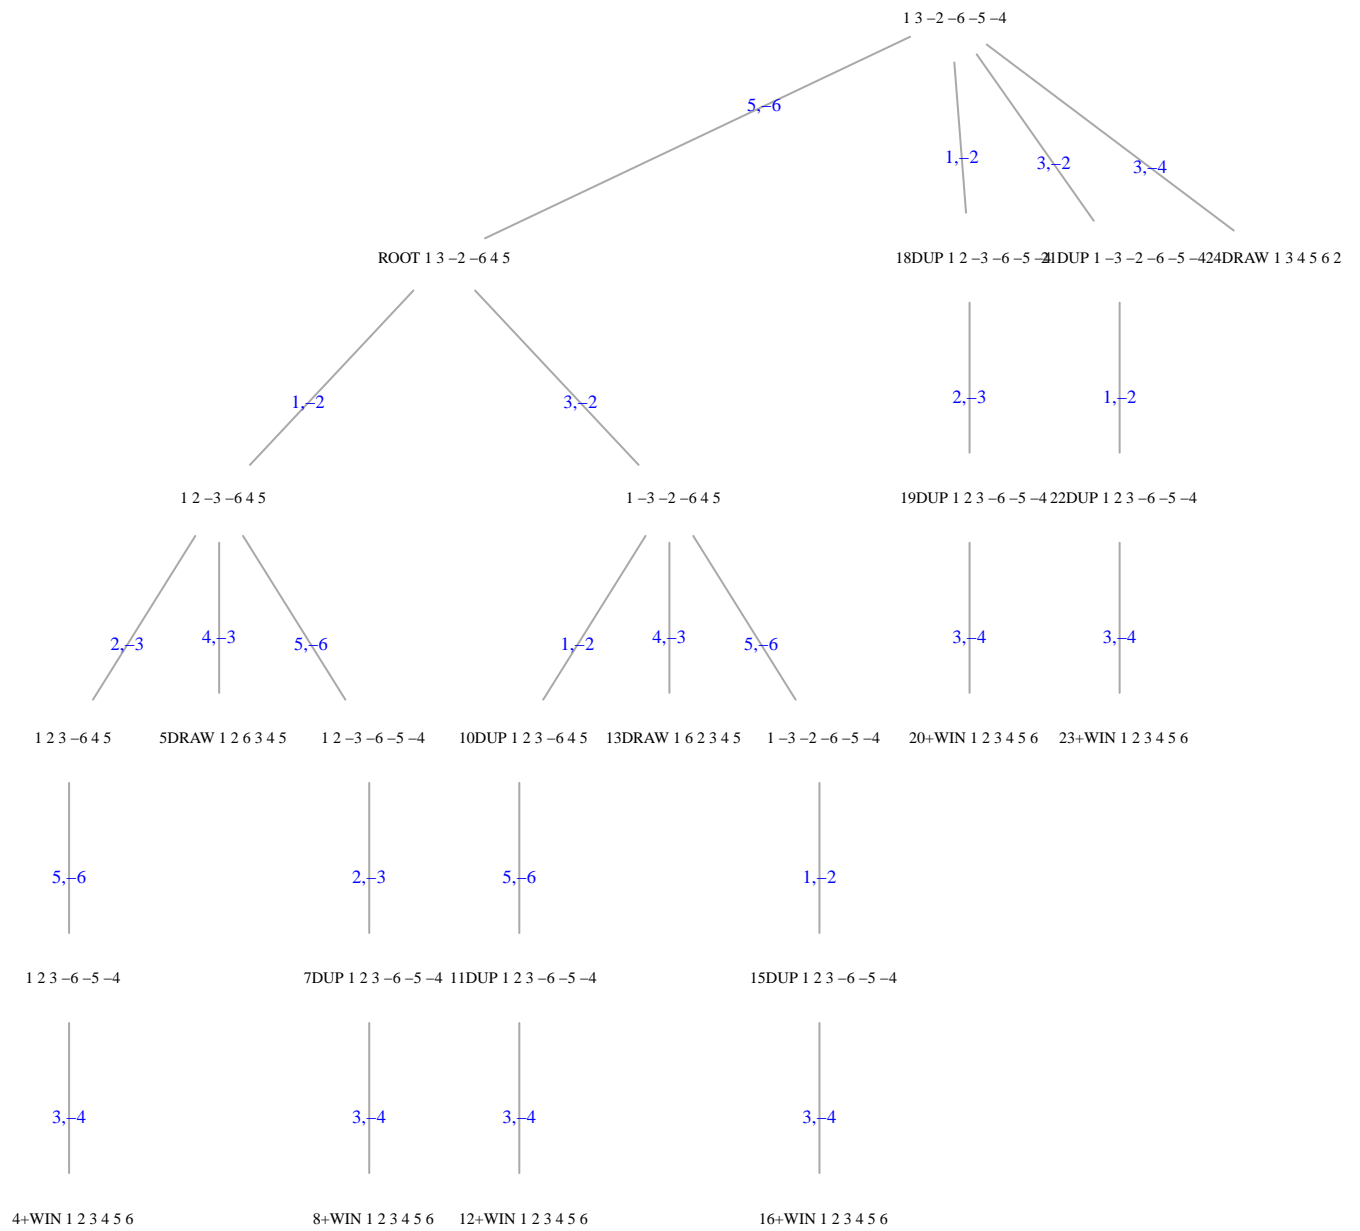 1 3 –2 –6 –5 –4
5,–6
1,–2
3,–2
3,–4
ROOT 1 3 –2 –6 4 5
18DUP 1 2 –3 –6 –5 –4
21DUP 1 –3 –2 –6 –5 –4
24DRAW 1 3 4 5 6 2
1,–2
3,–2
2,–3
1,–2
1 2 –3 –6 4 5
1 –3 –2 –6 4 5
19DUP 1 2 3 –6 –5 –4
22DUP 1 2 3 –6 –5 –4
2,–3
4,–3
5,–6
1,–2
4,–3
5,–6
3,–4
3,–4
1 2 3 –6 4 5
5DRAW 1 2 6 3 4 5
1 2 –3 –6 –5 –4
10DUP 1 2 3 –6 4 5
13DRAW 1 6 2 3 4 5
1 –3 –2 –6 –5 –4
20+WIN 1 2 3 4 5 6
23+WIN 1 2 3 4 5 6
5,–6
2,–3
5,–6
1,–2
1 2 3 –6 –5 –4
7DUP 1 2 3 –6 –5 –4
11DUP 1 2 3 –6 –5 –4
15DUP 1 2 3 –6 –5 –4
3,–4
3,–4
3,–4
3,–4
4+WIN 1 2 3 4 5 6
8+WIN 1 2 3 4 5 6
12+WIN 1 2 3 4 5 6
16+WIN 1 2 3 4 5 6